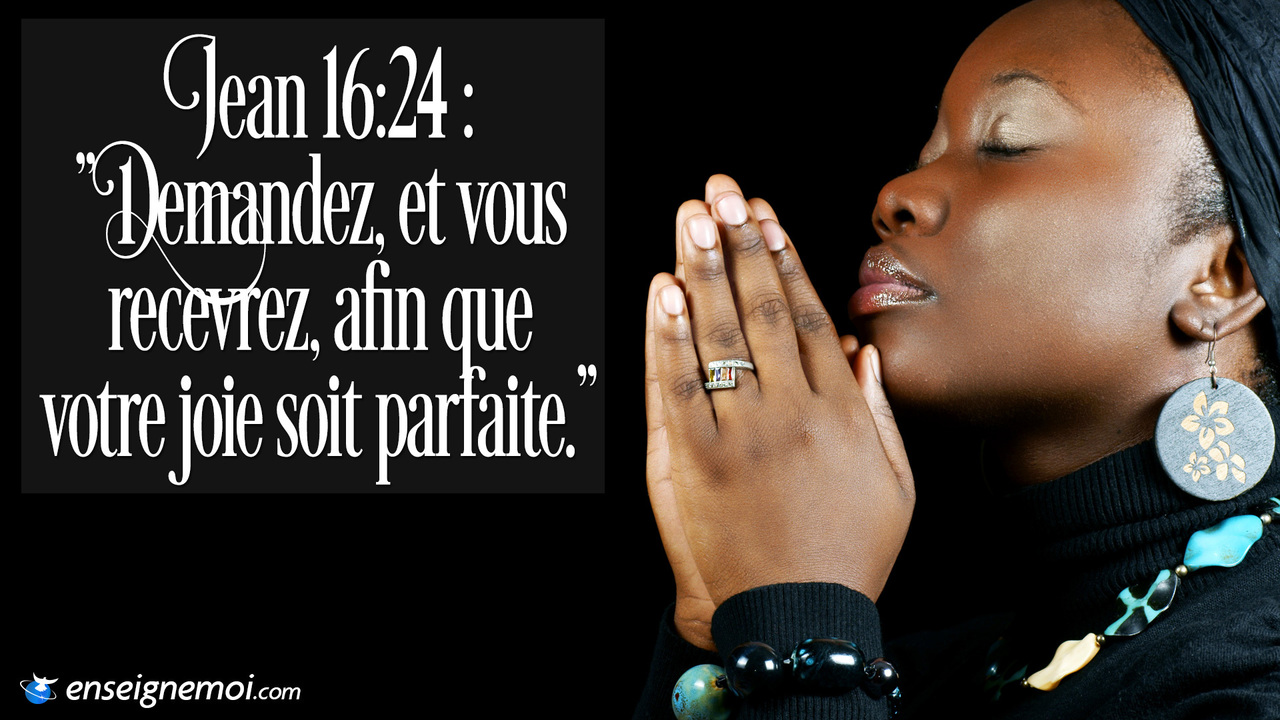 Jean 16:24 :
"Demandez, et vous
recevrez, afin que
votre joie soit parfaite."
enseignemoi.com